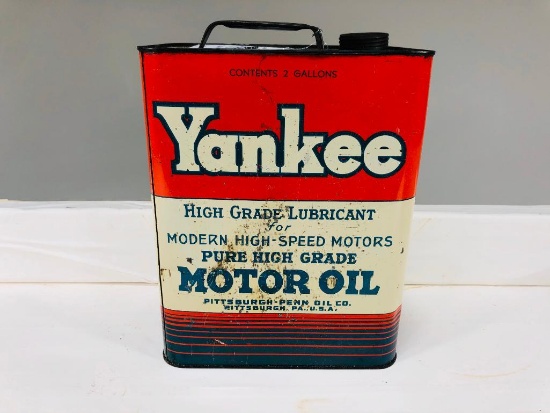 CONTENTS 2 GALLONS
Yankee
HIGH GRADE LUBRICANT
for
MODERN HIGH-SPEED MOTORS
PURE HIGH GRADE
MOTOR OIL
PITTSBURGH-PENN OIL CO.
PITTSBURGH, PA., U.S.A.